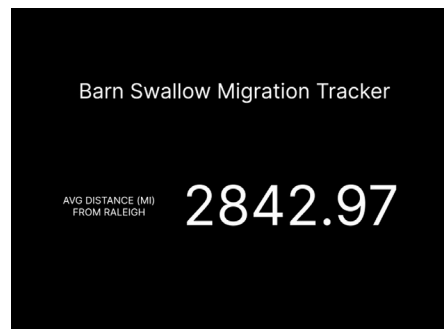 Barn Swallow Migration Tracker
AVG DISTANCE (MI)
FROM RALEIGH
2842.97